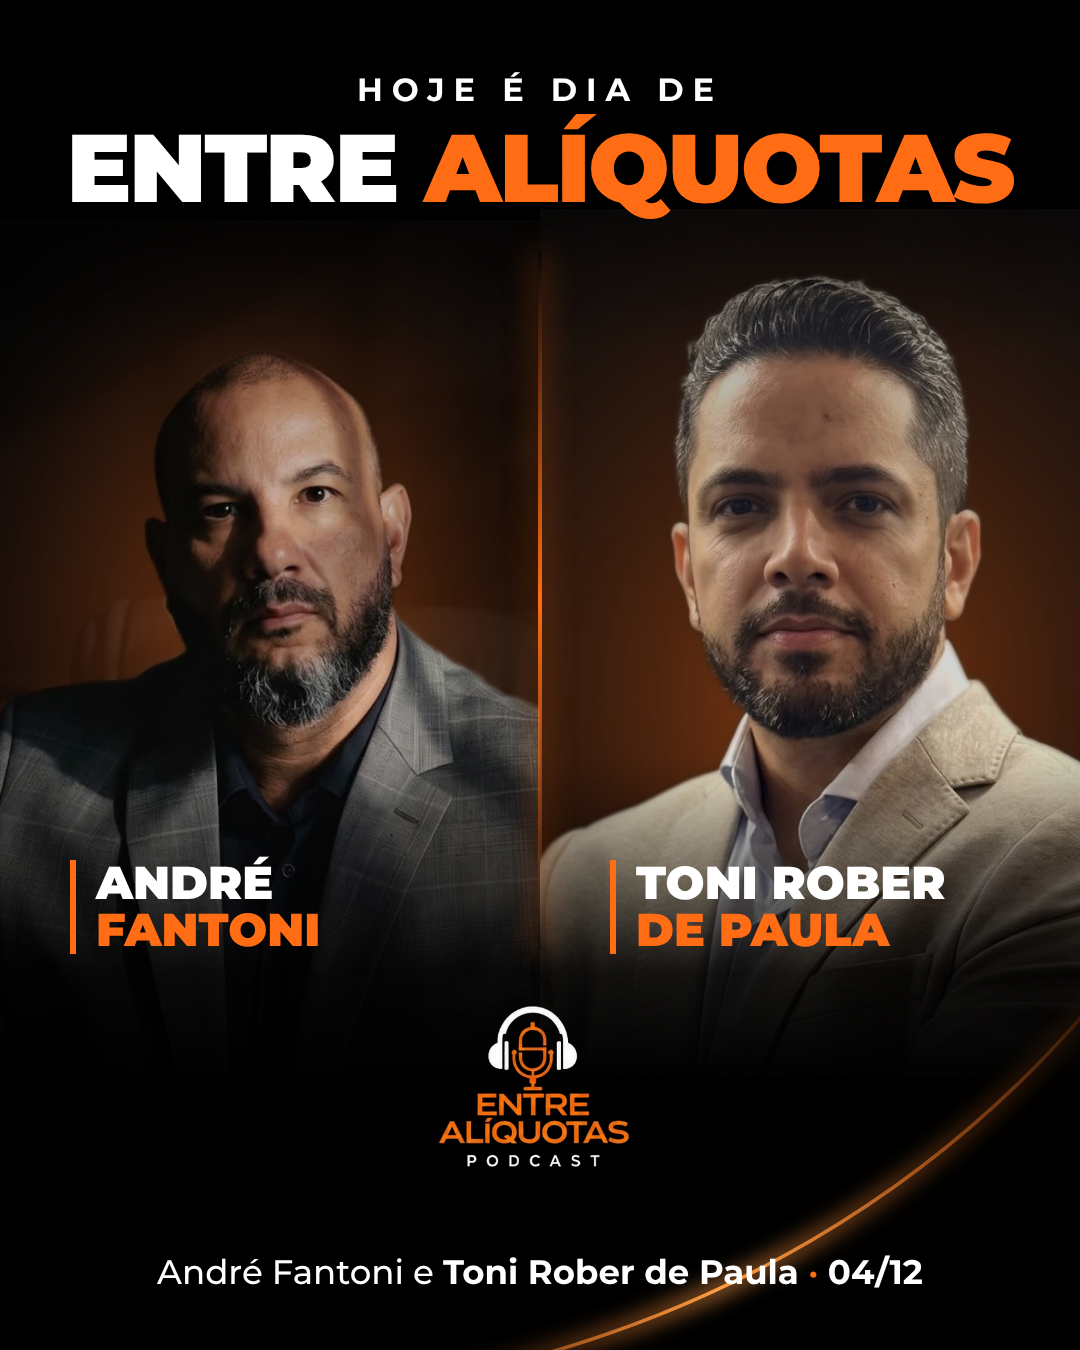 HOJE É DIA DE
ENTRE ALÍQUOTAS
ANDRÉ
FANTONI
TONI ROBER
DE PAULA
ENTRE
ALÍQUOTAS
PODCAST
André Fantoni e Toni Rober de Paula · 04/12